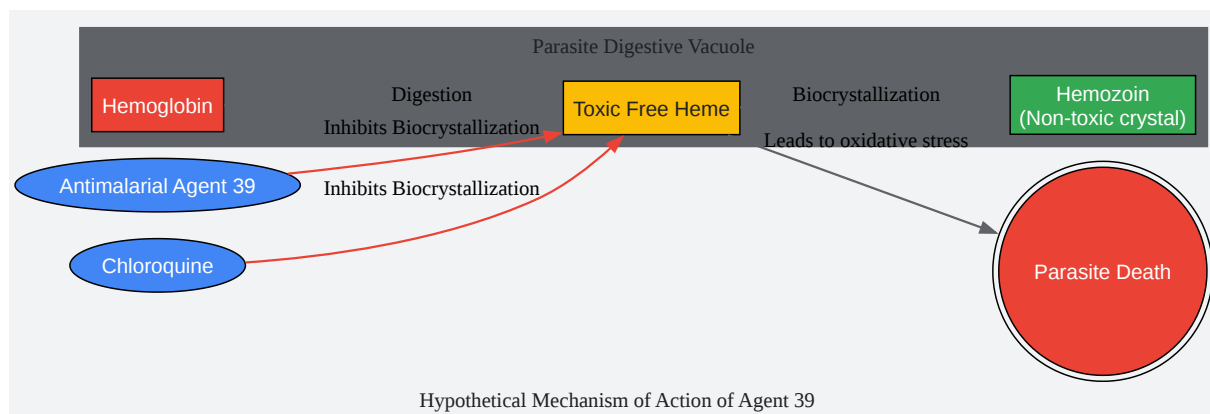 Parasite Digestive Vacuole
Hemoglobin
Digestion
Toxic Free Heme
Biocrystallization
Hemozoin
(Non-toxic crystal)
Inhibits Biocrystallization
Leads to oxidative stress
Antimalarial Agent 39
Inhibits Biocrystallization
Chloroquine
Parasite Death
Hypothetical Mechanism of Action of Agent 39